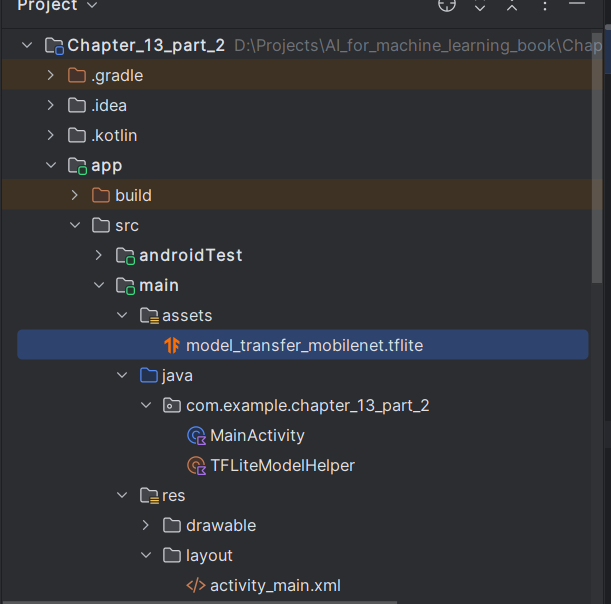 Project
Chapter_13_part_2 D:\Projects\AI_for_machine_learning_book\Chap
.gradle
.idea
.kotlin
app
build
src
androidTest
main
assets
model_transfer_mobilenet.tflite
java
com.example.chapter_13_part_2
MainActivity
TFLiteModelHelper
res
drawable
layout
activity_main.xml